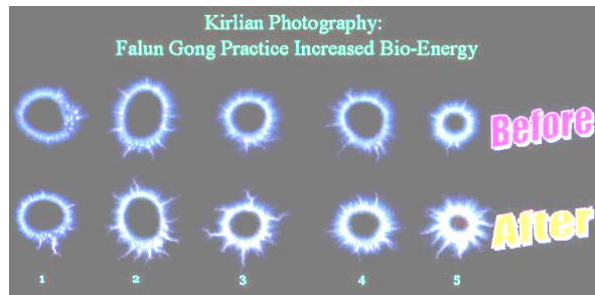 Kirlian Photography:
Falun Gong Practice Increased Bio-Energy
Before
After
1 2 3 4 5